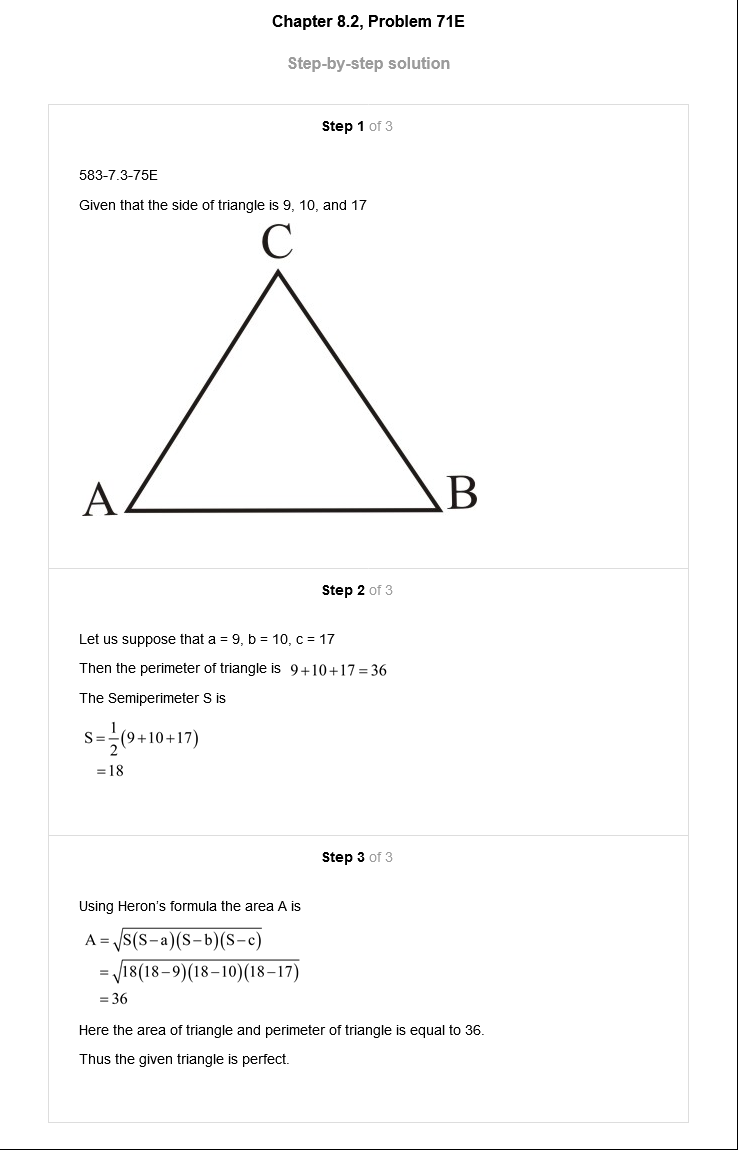 Chapter 8.2, Problem 71E
Step-by-step solution
Step 1 of 3
583-7.3-75E
Given that the side of triangle is 9, 10, and 17
C
A
B
Step 2 of 3
Let us suppose that a = 9, b = 10, c = 17
Then the perimeter of triangle is 9+10+17=36
The Semiperimeter S is
S=½(9+10+17)
=18
Step 3 of 3
Using Heron's formula the area A is
A=√S(S−a)(S−b)(S−c)
=√18(18−9)(18−10)(18−17)
=36
Here the area of triangle and perimeter of triangle is equal to 36.
Thus the given triangle is perfect.